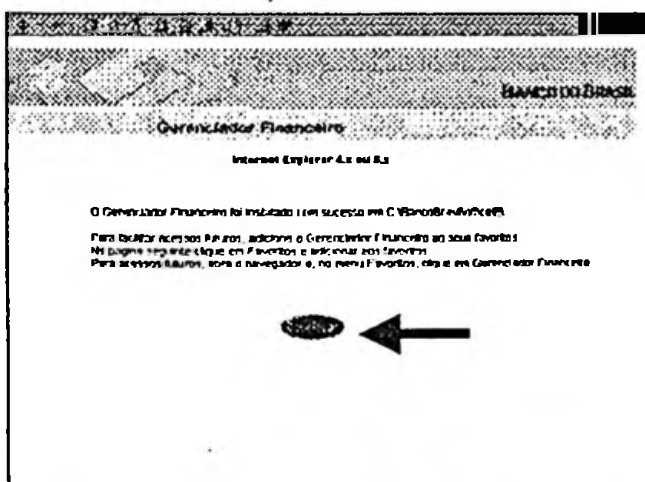 BANCO DO BRASIL
Gerenciador Financeiro
Internet Explorer 4.x ou 5.x
O Gerenciador Financeiro foi instalado com sucesso em
Para facilitar acessos futuros, adicione o Gerenciador Financeiro ao seus favoritos
Na pagina seguinte clique em Favoritos e adicionar aos favoritos
Para acessos futuros, abra o navegador e, no menu Favoritos, clique em Gerenciador Financeiro